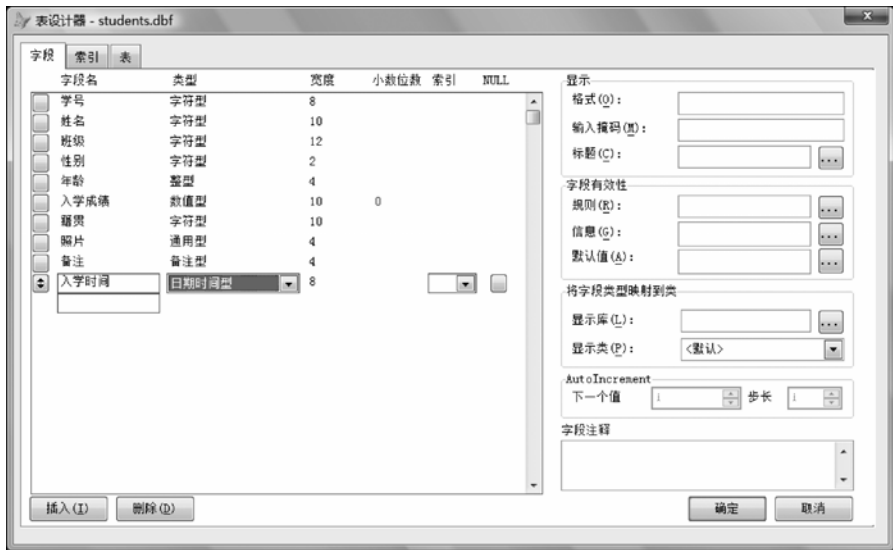 表设计器 - students.dbf
字段 索引 表
字段名 类型 宽度 小数位数 索引 NULL
学号 字符型 8
姓名 字符型 10
班级 字符型 12
性别 字符型 2
年龄 整型 4
入学成绩 数值型 10 0
籍贯 字符型 10
照片 通用型 4
备注 备注型 4
入学时间 日期时间型 8
显示
格式(O):
输入掩码(M):
标题(C): ...
字段有效性
规则(R): ...
信息(G): ...
默认值(A): ...
将字段类型映射到类
显示库(L): ...
显示类(P): <默认>
AutoIncrement
下一个值 1 步长 1
字段注释
插入(I) 删除(D) 确定 取消